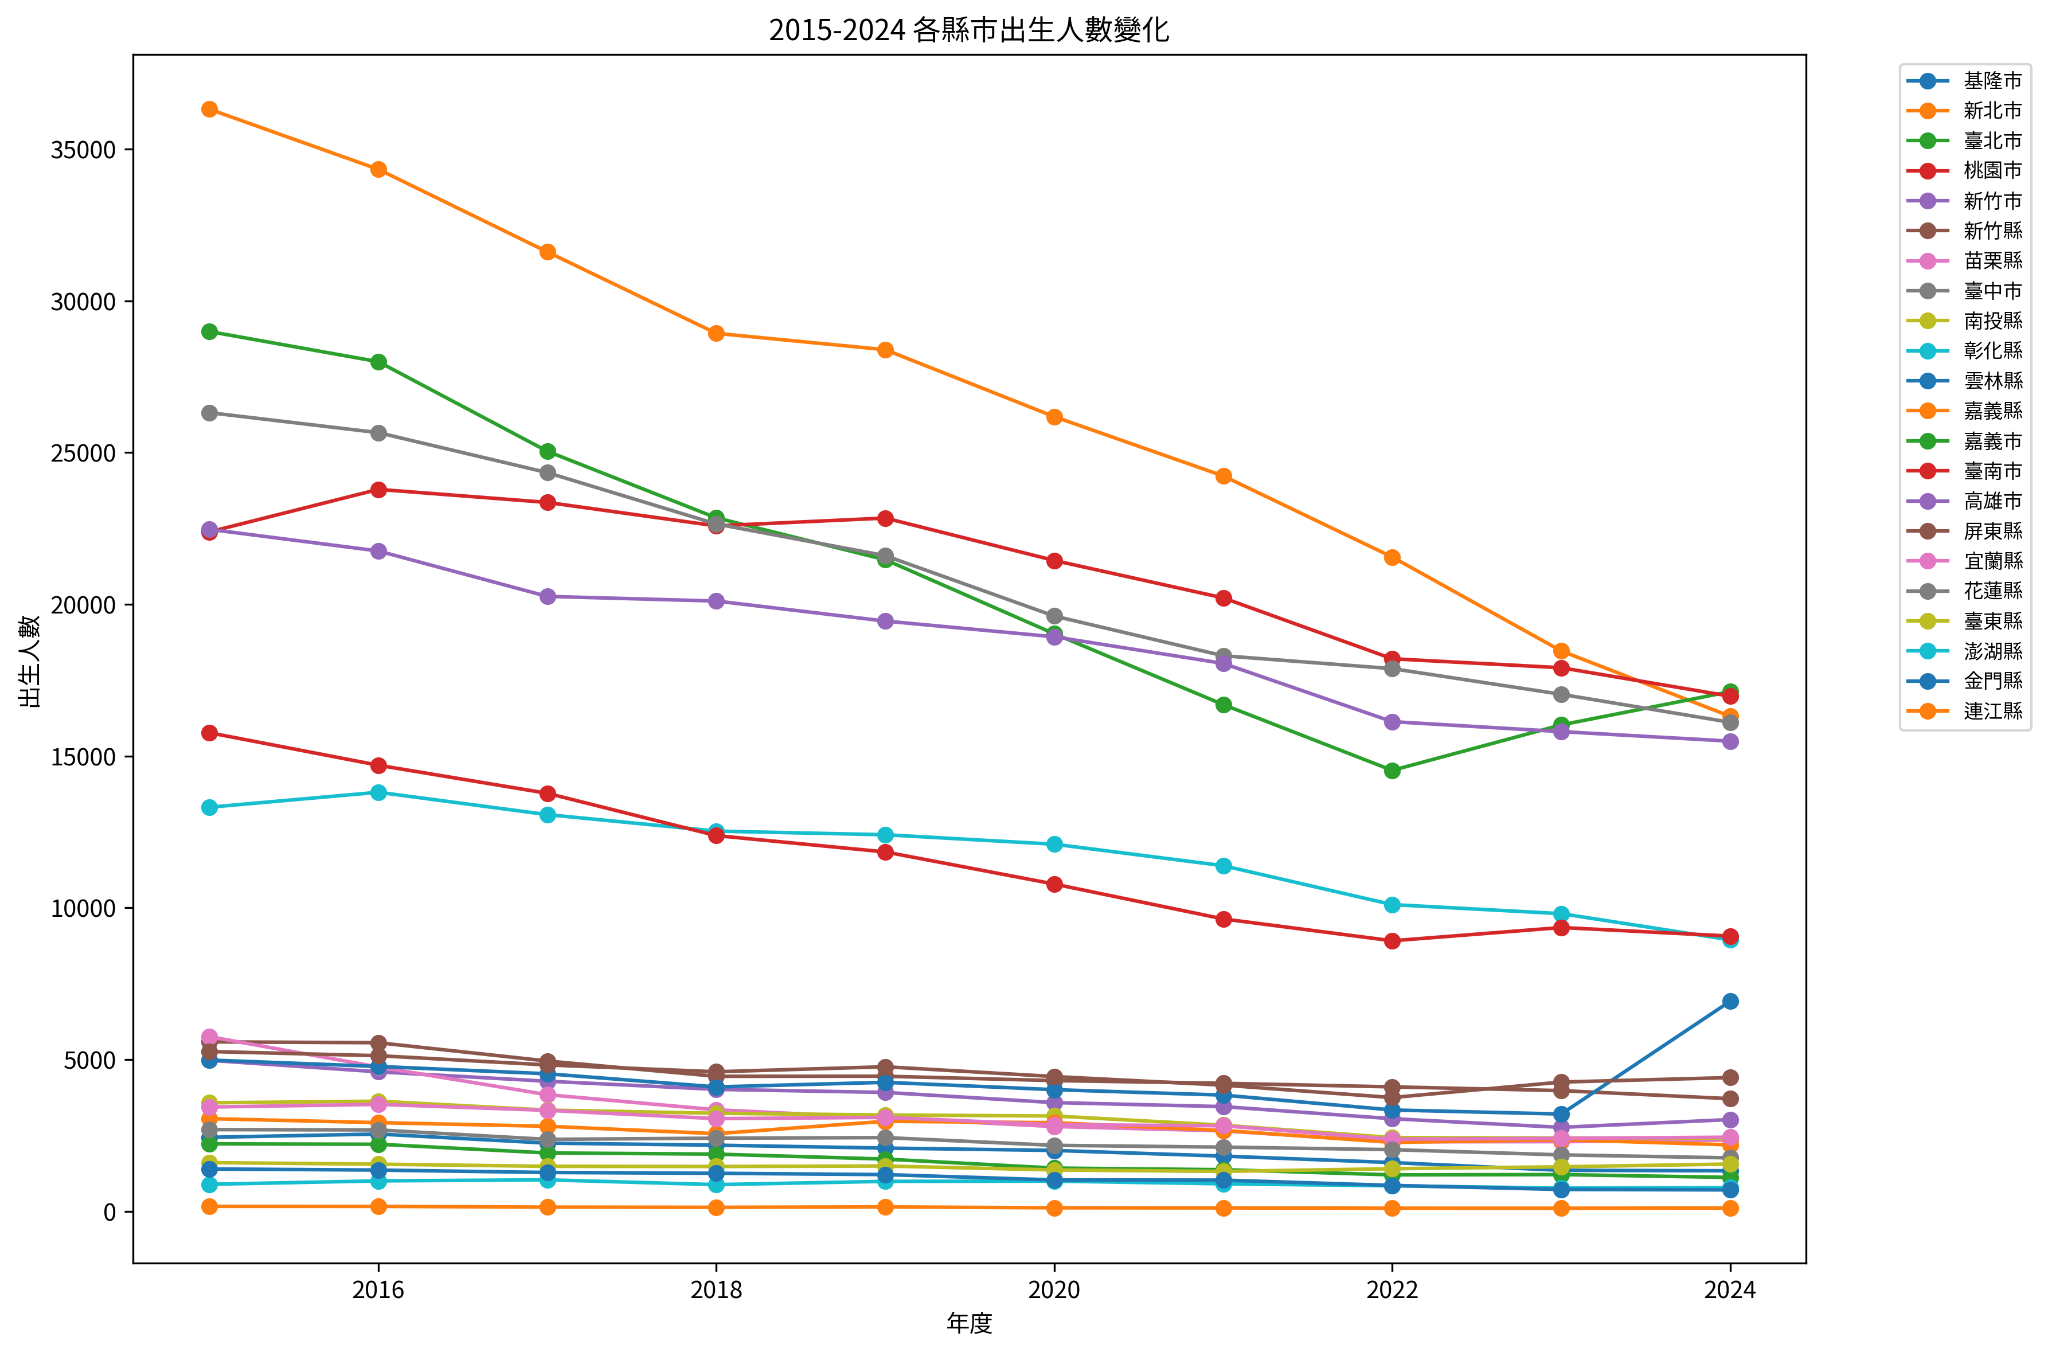 2015-2024 各縣市出生人數變化
出生人數
35000
30000
25000
20000
15000
10000
5000
0
2016
2018
2020
2022
2024
年度
基隆市
新北市
臺北市
桃園市
新竹市
新竹縣
苗栗縣
臺中市
南投縣
彰化縣
雲林縣
嘉義縣
嘉義市
臺南市
高雄市
屏東縣
宜蘭縣
花蓮縣
臺東縣
澎湖縣
金門縣
連江縣